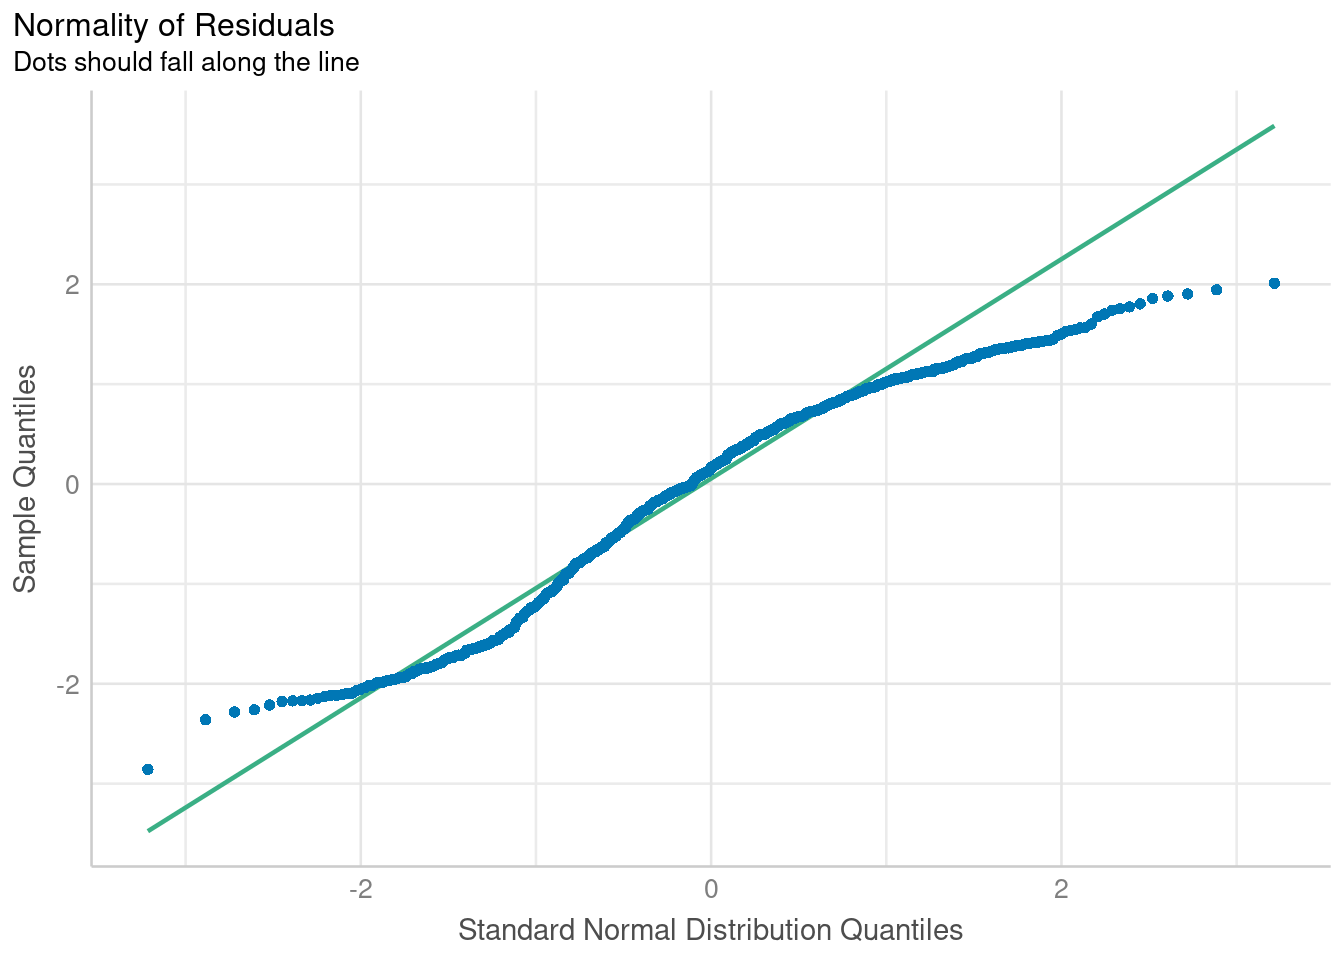 Normality of Residuals
Dots should fall along the line
Sample Quantiles
2
0
-2
-2
0
2
Standard Normal Distribution Quantiles